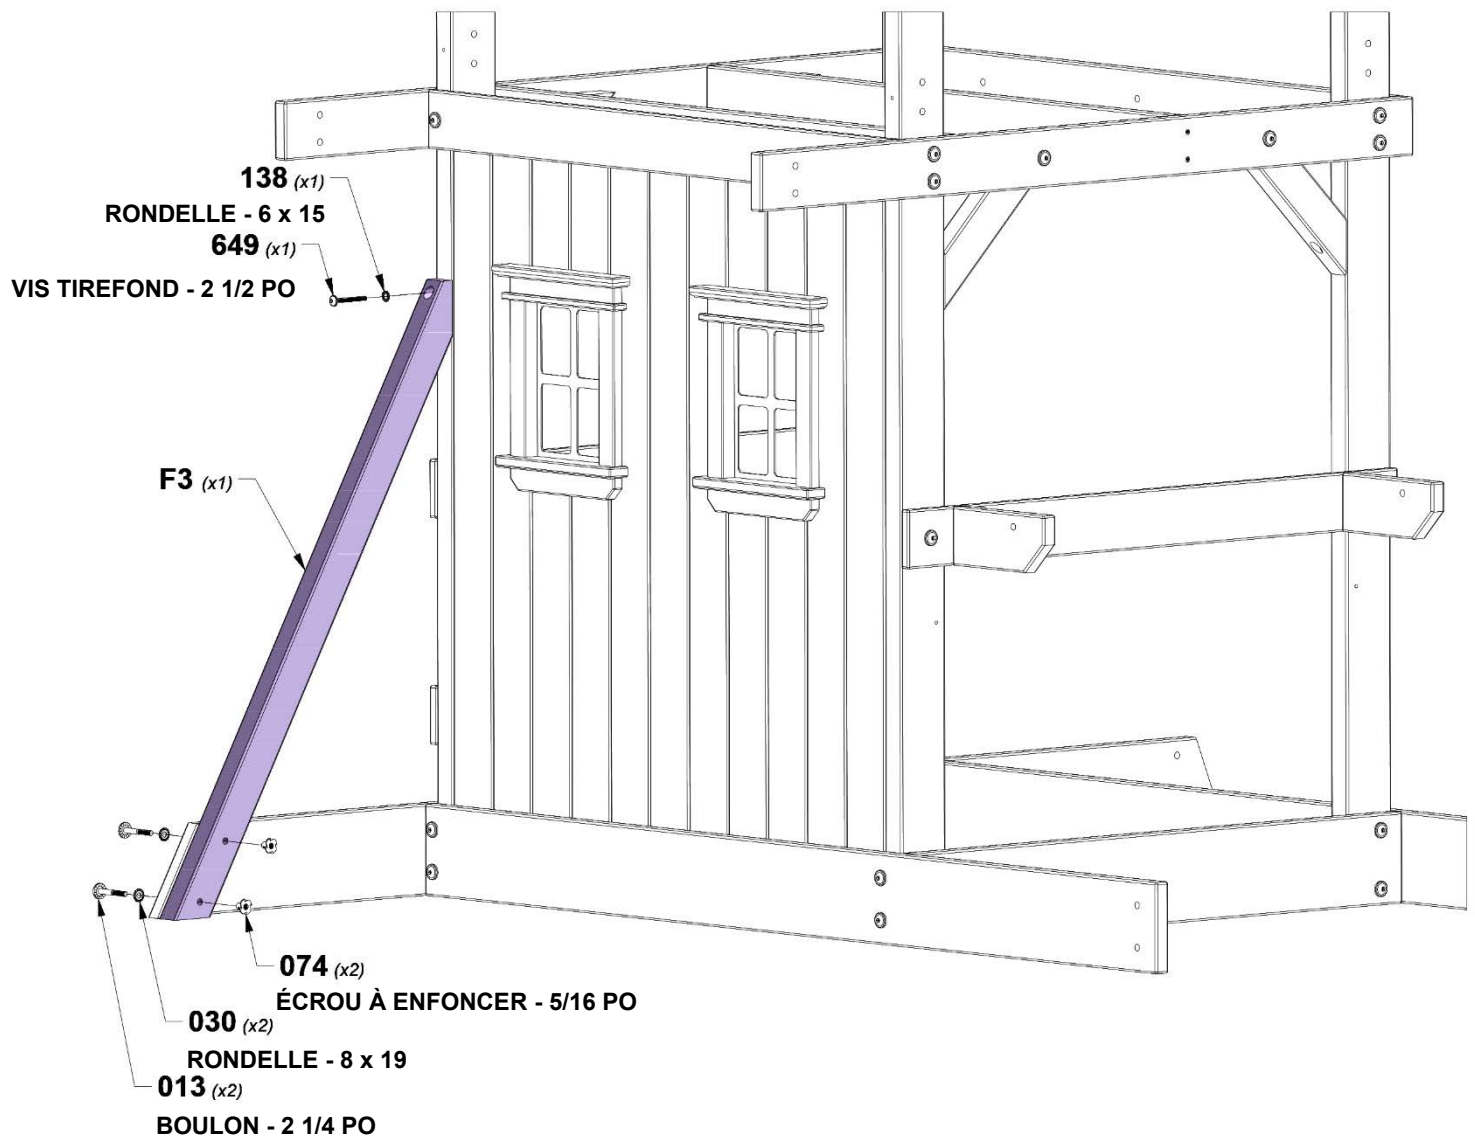 138 (x1)
RONDELLE - 6 x 15
649 (x1)
VIS TIREFOND - 2 1/2 PO
F3 (x1)
074 (x2)
ÉCROU À ENFONCER - 5/16 PO
030 (x2)
RONDELLE - 8 x 19
013 (x2)
BOULON - 2 1/4 PO